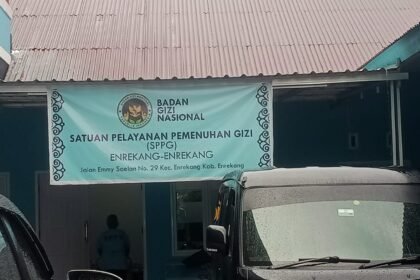 BADAN
GIZI
NASIONAL
SATUAN PELAYANAN PEMENUHAN GIZI
(SPPG)
ENREKANG-ENREKANG
Jalan Emmy Saelan No. 29 Kec. Enrekang Kab. Enrekang